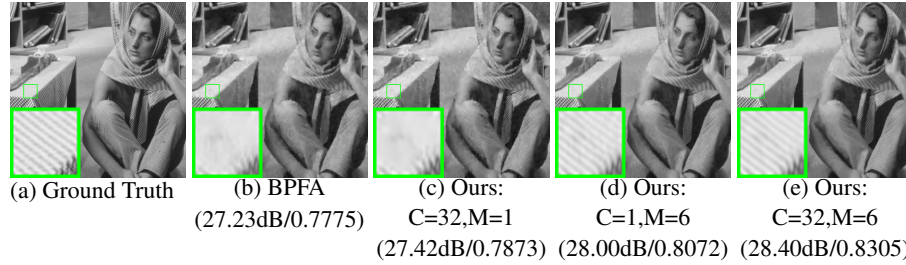 (a) Ground Truth
(b) BPFA
(27.23dB/0.7775)
(c) Ours:
C=32,M=1
(27.42dB/0.7873)
(d) Ours:
C=1,M=6
(28.00dB/0.8072)
(e) Ours:
C=32,M=6
(28.40dB/0.8305)